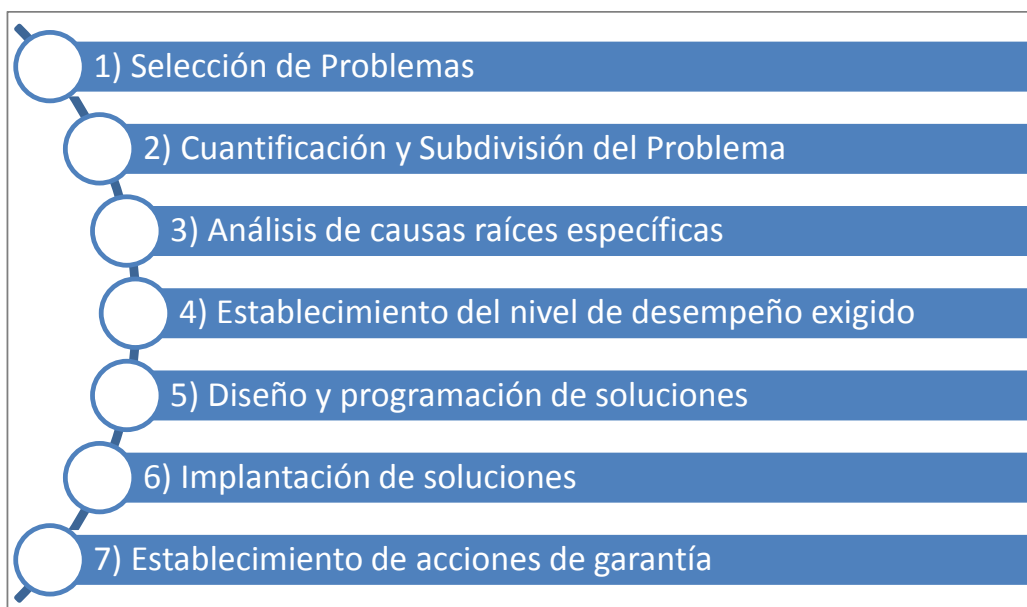 1) Selección de Problemas
2) Cuantificación y Subdivisión del Problema
3) Análisis de causas raíces específicas
4) Establecimiento del nivel de desempeño exigido
5) Diseño y programación de soluciones
6) Implantación de soluciones
7) Establecimiento de acciones de garantía